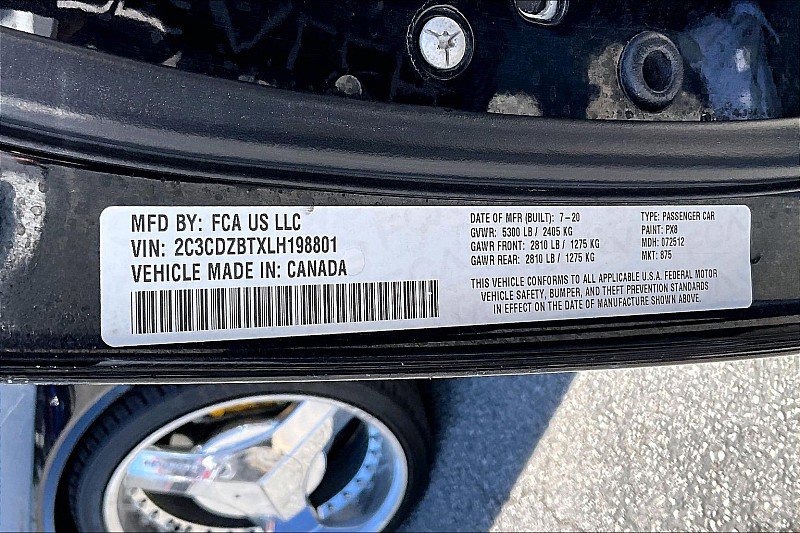 MFD BY: FCA US LLC
VIN: 2C3CDZBTXLH198801
VEHICLE MADE IN: CANADA
DATE OF MFR (BUILT): 7-20
GVWR: 5300 LB / 2405 KG
GAWR FRONT: 2810 LB / 1275 KG
GAWR REAR: 2810 LB / 1275 KG
TYPE: PASSENGER CAR
PAINT: PX8
MDH: 072512
MKT: 875
THIS VEHICLE CONFORMS TO ALL APPLICABLE U.S.A. FEDERAL MOTOR
VEHICLE SAFETY, BUMPER, AND THEFT PREVENTION STANDARDS
IN EFFECT ON THE DATE OF MANUFACTURE SHOWN ABOVE.